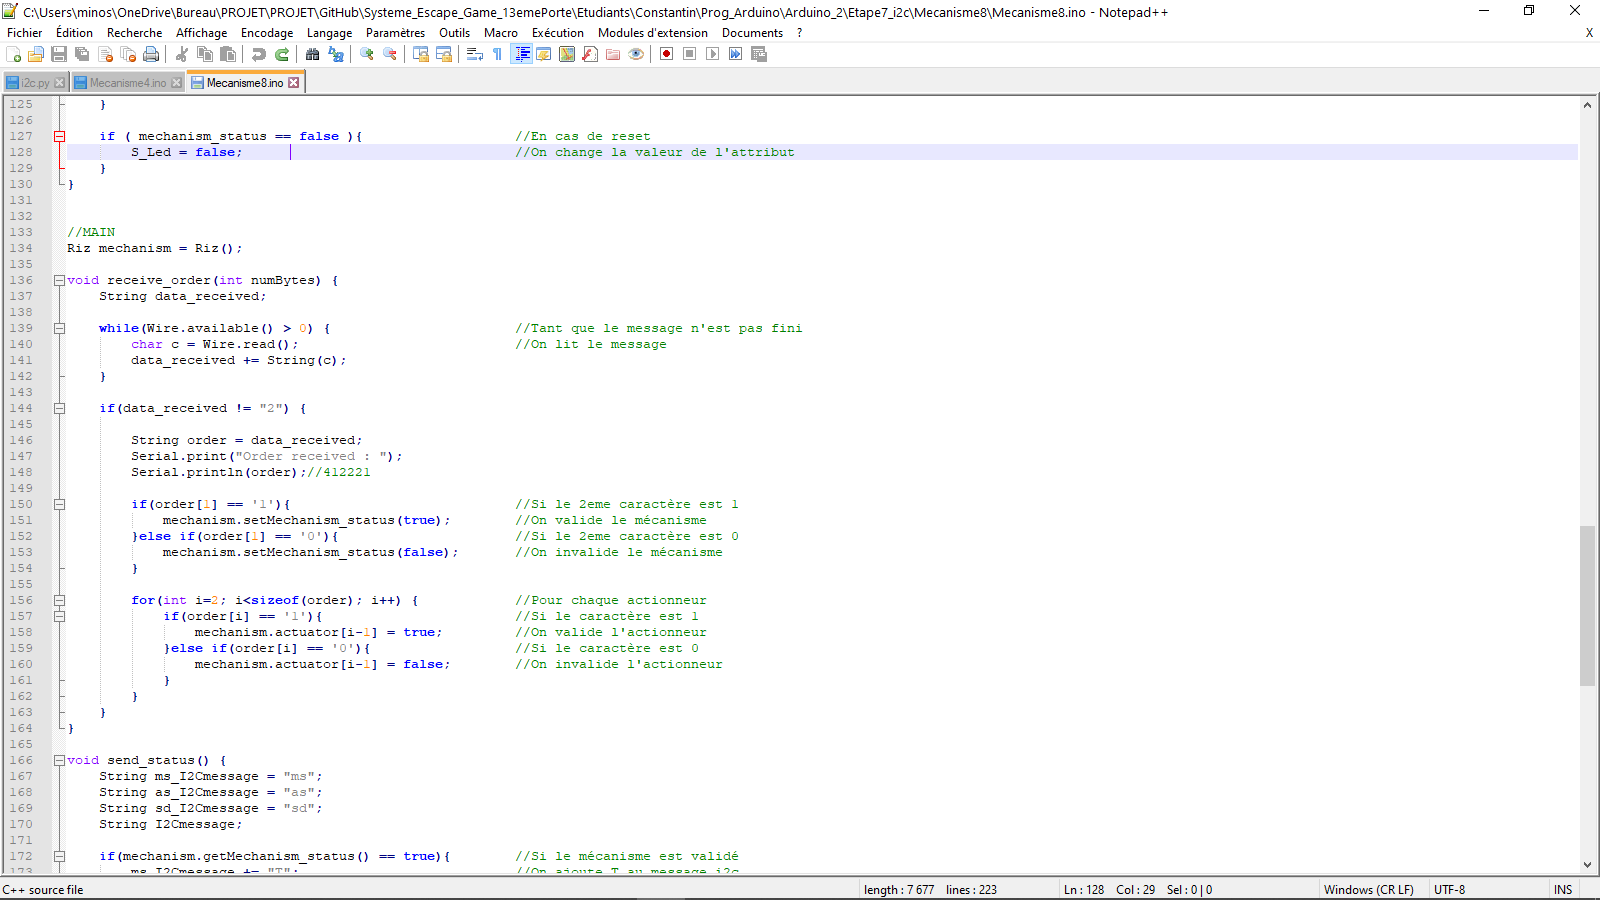 C:\Users\minos\OneDrive\Bureau\PROJET\PROJET\GitHub\Systeme_Escape_Game_13emePorte\Etudiants\Constantin\Prog_Arduino\Arduino_2\Etape7_i2c\Mecanisme8\Mecanisme8.ino - Notepad++
Fichier Édition Recherche Affichage Encodage Langage Paramètres Outils Macro Exécution Modules d'extension Documents ? X
i2c.py Mecanisme4.ino Mecanisme8.ino
125 }
126
127 if ( mechanism_status == false ){ //En cas de reset
128 S_Led = false; //On change la valeur de l'attribut
129 }
130 }
131
132
133 //MAIN
134 Riz mechanism = Riz();
135
136 void receive_order(int numBytes) {
137 String data_received;
138
139 while(Wire.available() > 0) { //Tant que le message n'est pas fini
140 char c = Wire.read(); //On lit le message
141 data_received += String(c);
142 }
143
144 if(data_received != "2") {
145
146 String order = data_received;
147 Serial.print("Order received : ");
148 Serial.println(order);//412221
149
150 if(order[1] == '1'){ //Si le 2eme caractère est 1
151 mechanism.setMechanism_status(true); //On valide le mécanisme
152 }else if(order[1] == '0'){ //Si le 2eme caractère est 0
153 mechanism.setMechanism_status(false); //On invalide le mécanisme
154 }
155
156 for(int i=2; i<sizeof(order); i++) { //Pour chaque actionneur
157 if(order[i] == '1'){ //Si le caractère est 1
158 mechanism.actuator[i-1] = true; //On valide l'actionneur
159 }else if(order[i] == '0'){ //Si le caractère est 0
160 mechanism.actuator[i-1] = false; //On invalide l'actionneur
161 }
162 }
163 }
164 }
165
166 void send_status() {
167 String ms_I2Cmessage = "ms";
168 String as_I2Cmessage = "as";
169 String sd_I2Cmessage = "sd";
170 String I2Cmessage;
171
172 if(mechanism.getMechanism_status() == true){ //Si le mécanisme est validé
173 ms_I2Cmessage += "T"; //On ajoute T au message i2c
C++ source file length : 7 677 lines : 223 Ln : 128 Col : 29 Sel : 0 | 0 Windows (CR LF) UTF-8 INS